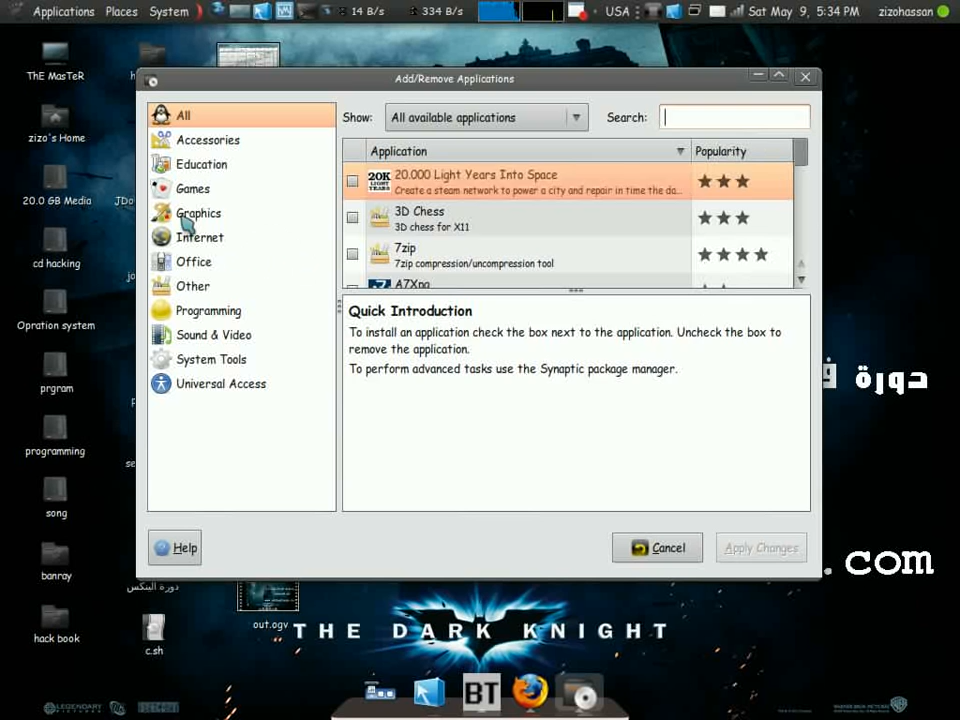 Applications Places System 14 B/s 334 B/s USA Sat May 9, 5:34 PM zizohassan
ThE MasTeR
zizo's Home
20.0 GB Media
cd hacking
Opration system
prgram
programming
song
banray
hack book
Add/Remove Applications
All
Accessories
Education
Games
Graphics
Internet
Office
Other
Programming
Sound & Video
System Tools
Universal Access
Show: All available applications Search:
Application Popularity
20K LIGHT YEARS
20.000 Light Years Into Space
Create a steam network to power a city and repair in time the da...
3D Chess
3D chess for X11
7zip
7zip compression/uncompression tool
A7Xpg
Quick Introduction
To install an application check the box next to the application. Uncheck the box to
remove the application.
To perform advanced tasks use the Synaptic package manager.
Help Cancel Apply Changes
دورة
. com
دورة الينكس
c.sh
out.ogv
THE DARK KNIGHT
BT
LEGENDARY